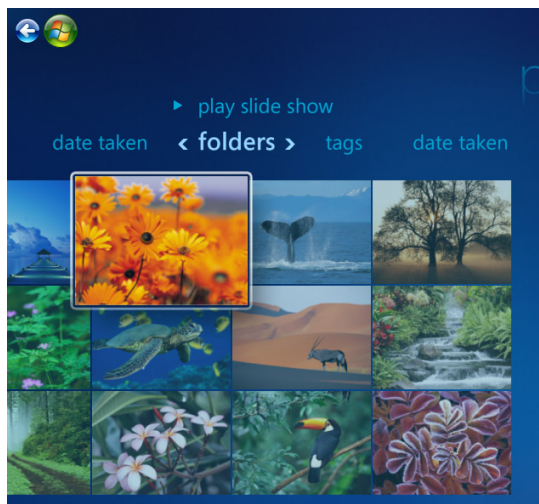 play slide show
date taken ‹ folders › tags date taken